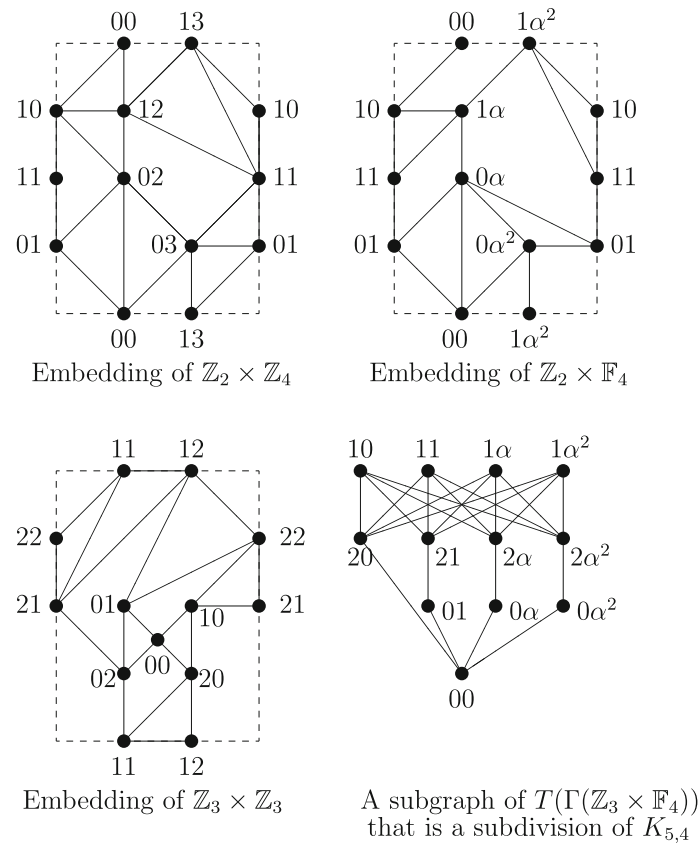 00 13 00 1α²
10 12 10 10 1α 10
11 02 11 11 0α 11
01 03 01 01 0α² 01
00 13 00 1α²
Embedding of ℤ₂ × ℤ₄ Embedding of ℤ₂ × 𝔽₄
11 12 10 11 1α 1α²
22 22
20 21 2α 2α²
21 01 10 21 01 0α 0α²
00
02 20 00
11 12
Embedding of ℤ₃ × ℤ₃ A subgraph of T(Γ(ℤ₃ × 𝔽₄))
that is a subdivision of K₅,₄